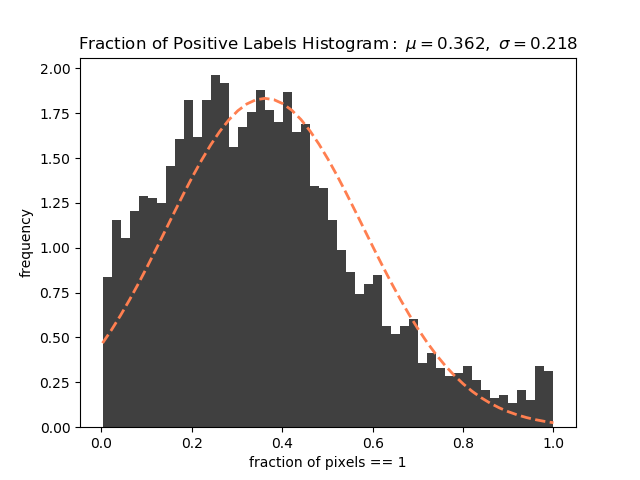 Fraction of Positive Labels Histogram: μ = 0.362, σ = 0.218
2.00
1.75
1.50
1.25
1.00
0.75
0.50
0.25
0.00
frequency
0.0 0.2 0.4 0.6 0.8 1.0
fraction of pixels == 1